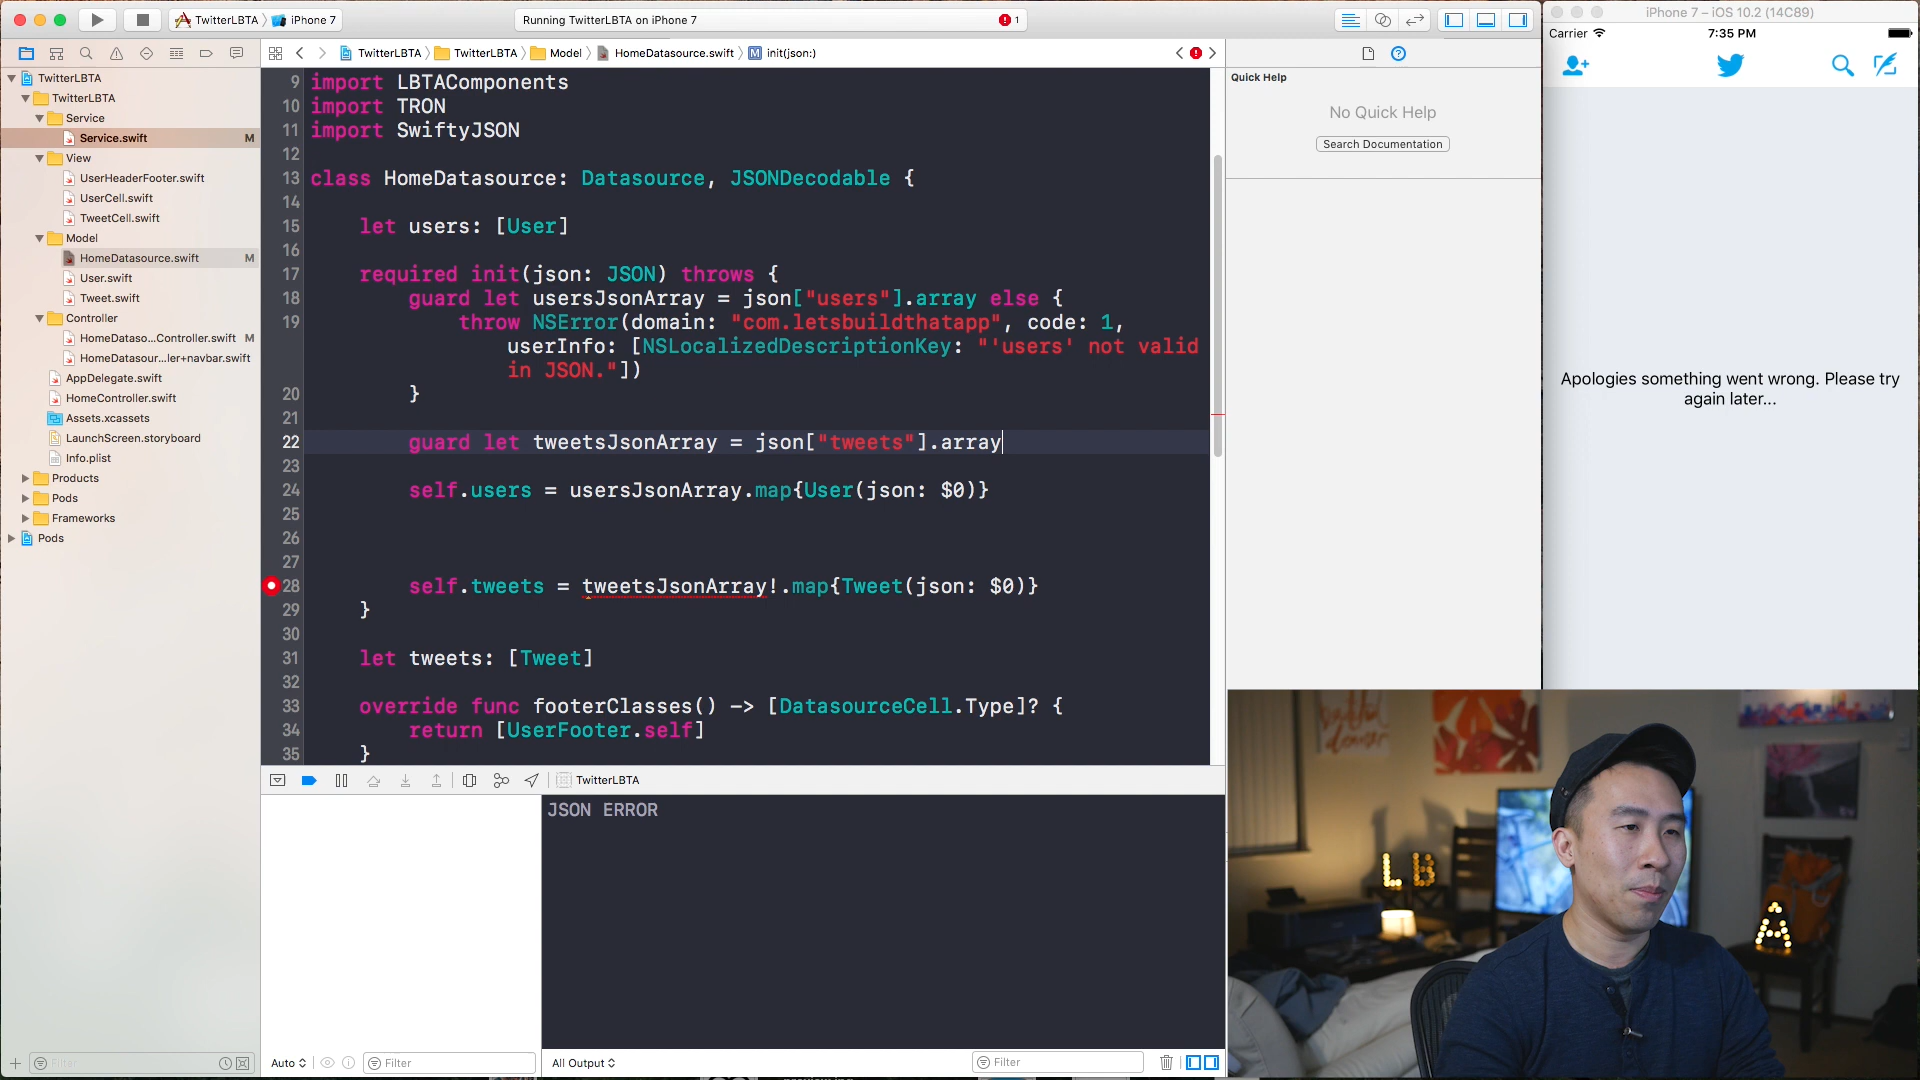 TwitterLBTA
iPhone 7
Running TwitterLBTA on iPhone 7
1
iPhone 7 – iOS 10.2 (14C89)
Carrier
7:35 PM
TwitterLBTA
TwitterLBTA
Model
HomeDatasource.swift
M
init(json:)
TwitterLBTA
TwitterLBTA
Service
Service.swift
M
View
UserHeaderFooter.swift
UserCell.swift
TweetCell.swift
Model
HomeDatasource.swift
M
User.swift
Tweet.swift
Controller
HomeDataso...Controller.swift
M
HomeDatasour...ler+navbar.swift
AppDelegate.swift
HomeController.swift
Assets.xcassets
LaunchScreen.storyboard
Info.plist
Products
Pods
Frameworks
Pods
Filter
9 import LBTAComponents
10 import TRON
11 import SwiftyJSON
12
13 class HomeDatasource: Datasource, JSONDecodable {
14
15 let users: [User]
16
17 required init(json: JSON) throws {
18 guard let usersJsonArray = json["users"].array else {
19 throw NSError(domain: "com.letsbuildthatapp", code: 1,
userInfo: [NSLocalizedDescriptionKey: "'users' not valid
in JSON."])
20 }
21
22 guard let tweetsJsonArray = json["tweets"].array
23
24 self.users = usersJsonArray.map{User(json: $0)}
25
26
27
28 self.tweets = tweetsJsonArray!.map{Tweet(json: $0)}
29 }
30
31 let tweets: [Tweet]
32
33 override func footerClasses() -> [DatasourceCell.Type]? {
34 return [UserFooter.self]
35 }
Quick Help
No Quick Help
Search Documentation
Apologies something went wrong. Please try
again later...
TwitterLBTA
JSON ERROR
Auto
Filter
All Output
Filter
LB
A